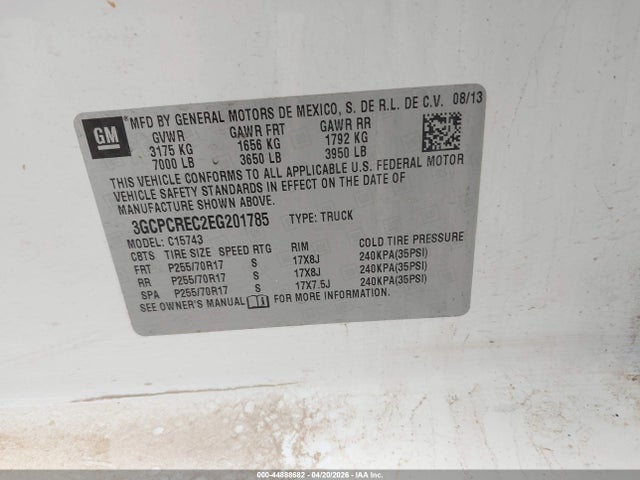 * MFD BY GENERAL MOTORS DE MEXICO, S. DE R.L. DE C.V. 08/13
GM
GVWR GAWR FRT GAWR RR
3175 KG 1656 KG 1792 KG
7000 LB 3650 LB 3950 LB
THIS VEHICLE CONFORMS TO ALL APPLICABLE U.S. FEDERAL MOTOR
VEHICLE SAFETY STANDARDS IN EFFECT ON THE DATE OF
MANUFACTURE SHOWN ABOVE.
3GCPCREC2EG201785 TYPE: TRUCK
MODEL: C15743
CBTS TIRE SIZE SPEED RTG RIM COLD TIRE PRESSURE
FRT P255/70R17 S 17X8J 240KPA(35PSI)
RR P255/70R17 S 17X8J 240KPA(35PSI)
SPA P255/70R17 S 17X7.5J 240KPA(35PSI)
SEE OWNER'S MANUAL FOR MORE INFORMATION.
000-44888682 - 04/20/2026 - IAA Inc.